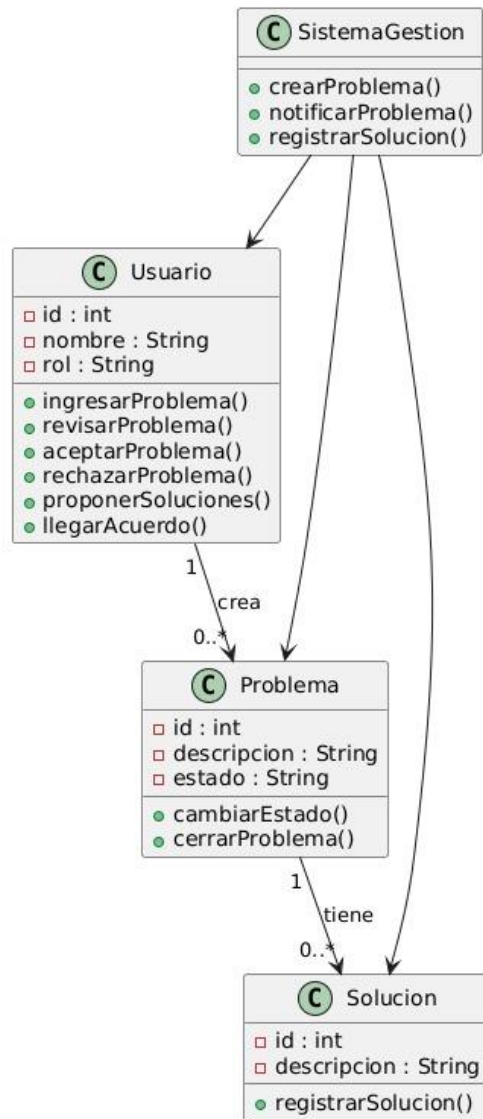 C SistemaGestion
crearProblema()
notificarProblema()
registrarSolucion()
C Usuario
id : int
nombre : String
rol : String
ingresarProblema()
revisarProblema()
aceptarProblema()
rechazarProblema()
proponerSoluciones()
llegarAcuerdo()
1
crea
0..*
C Problema
id : int
descripcion : String
estado : String
cambiarEstado()
cerrarProblema()
1
tiene
0..*
C Solucion
id : int
descripcion : String
registrarSolucion()